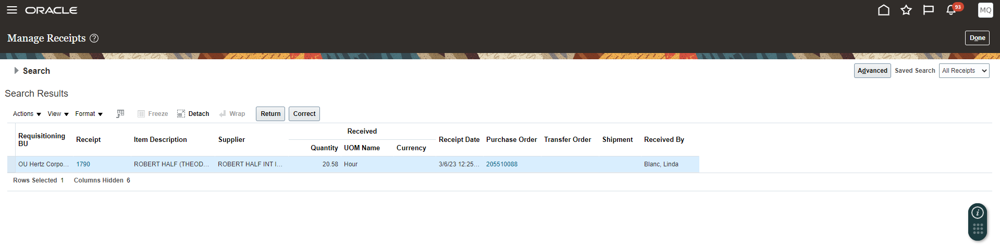 ORACLE
93
MQ
Manage Receipts ?
Done
Search
Advanced Saved Search All Receipts
Search Results
Actions View Format Freeze Detach Wrap Return Correct
Received
Requisitioning BU Receipt Item Description Supplier Quantity UOM Name Currency Receipt Date Purchase Order Transfer Order Shipment Received By
OU Hertz Corpo... 1790 ROBERT HALF (THEOD... ROBERT HALF INT I... 20.58 Hour 3/6/23 12:25... 205510088 Blanc, Linda
Rows Selected 1 Columns Hidden 6
i